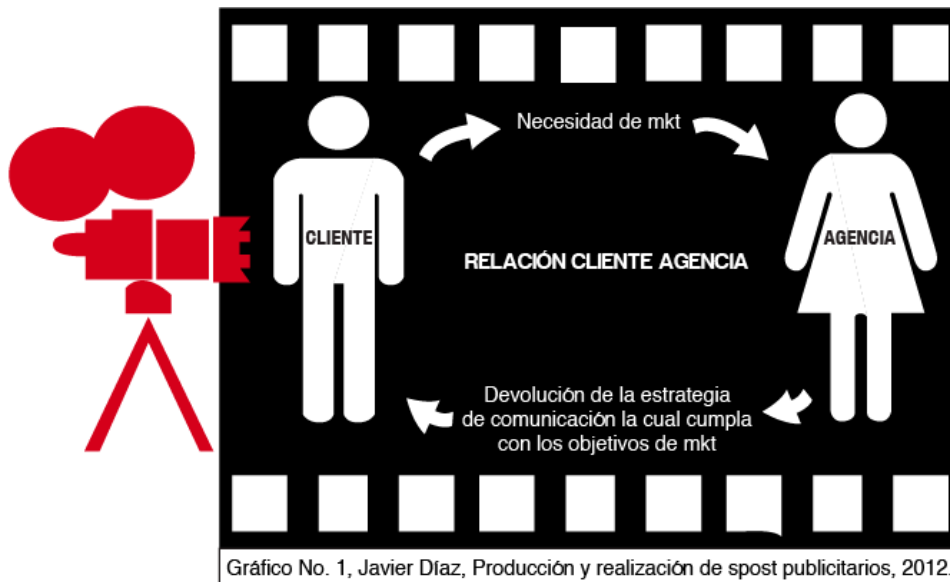 Necesidad de mkt
CLIENTE
AGENCIA
RELACIÓN CLIENTE AGENCIA
Devolución de la estrategia
de comunicación la cual cumpla
con los objetivos de mkt
Gráfico No. 1, Javier Díaz, Producción y realización de spost publicitarios, 2012